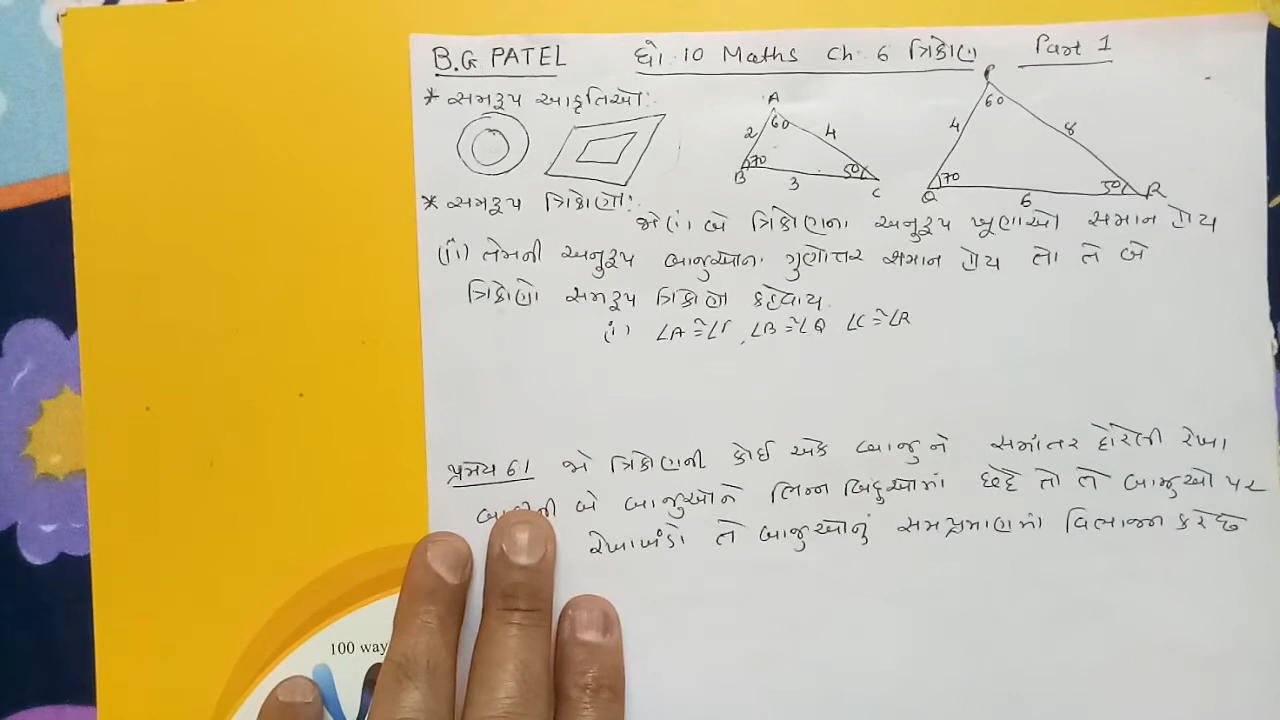 B.G PATEL ધો. 10 Maths Ch. 6 ત્રિકોણ Part 1
* સમરૂપ આકૃતિઓ:
A 60 2 4 B 70 3 50 C
P 60 4 8 Q 70 6 50 R
* સમરૂપ ત્રિકોણો:
જો (i) બે ત્રિકોણના અનુરૂપ ખૂણાઓ સમાન હોય
(ii) તેમની અનુરૂપ બાજુઓના ગુણોત્તર સમાન હોય તો તે બે
ત્રિકોણો સમરૂપ ત્રિકોણો કહેવાય.
(i) ∠A ≅ ∠P, ∠B ≅ ∠Q ∠C ≅ ∠R
પ્રમેય 6.1 જો ત્રિકોણની કોઈ એક બાજુને સમાંતર દોરેલી રેખા
બાકીની બે બાજુઓને ભિન્ન બિંદુઓમાં છેદે તો તે બાજુઓ પર
રેખાખંડો તે બાજુઓનું સમપ્રમાણમાં વિભાજન કરે છે
100 way